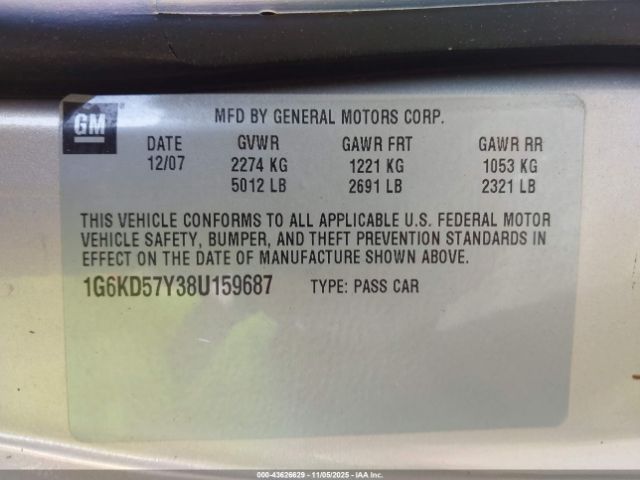 GM
MFD BY GENERAL MOTORS CORP.
DATE GVWR GAWR FRT GAWR RR
12/07 2274 KG 1221 KG 1053 KG
5012 LB 2691 LB 2321 LB
THIS VEHICLE CONFORMS TO ALL APPLICABLE U.S. FEDERAL MOTOR
VEHICLE SAFETY, BUMPER, AND THEFT PREVENTION STANDARDS IN
EFFECT ON THE DATE OF MANUFACTURE SHOWN ABOVE.
1G6KD57Y38U159687 TYPE: PASS CAR
000-43626629 - 11/05/2025 - IAA Inc.